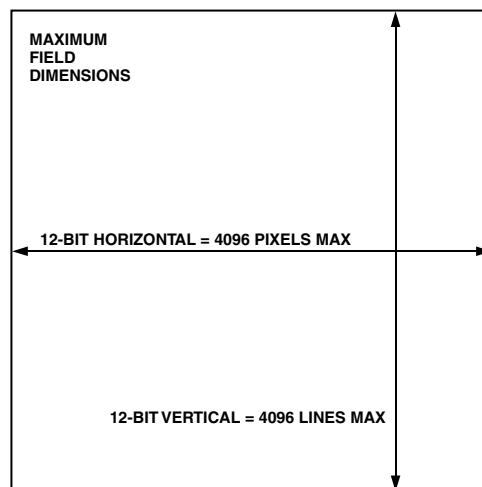 MAXIMUM
FIELD
DIMENSIONS
12-BIT HORIZONTAL = 4096 PIXELS MAX
12-BIT VERTICAL = 4096 LINES MAX